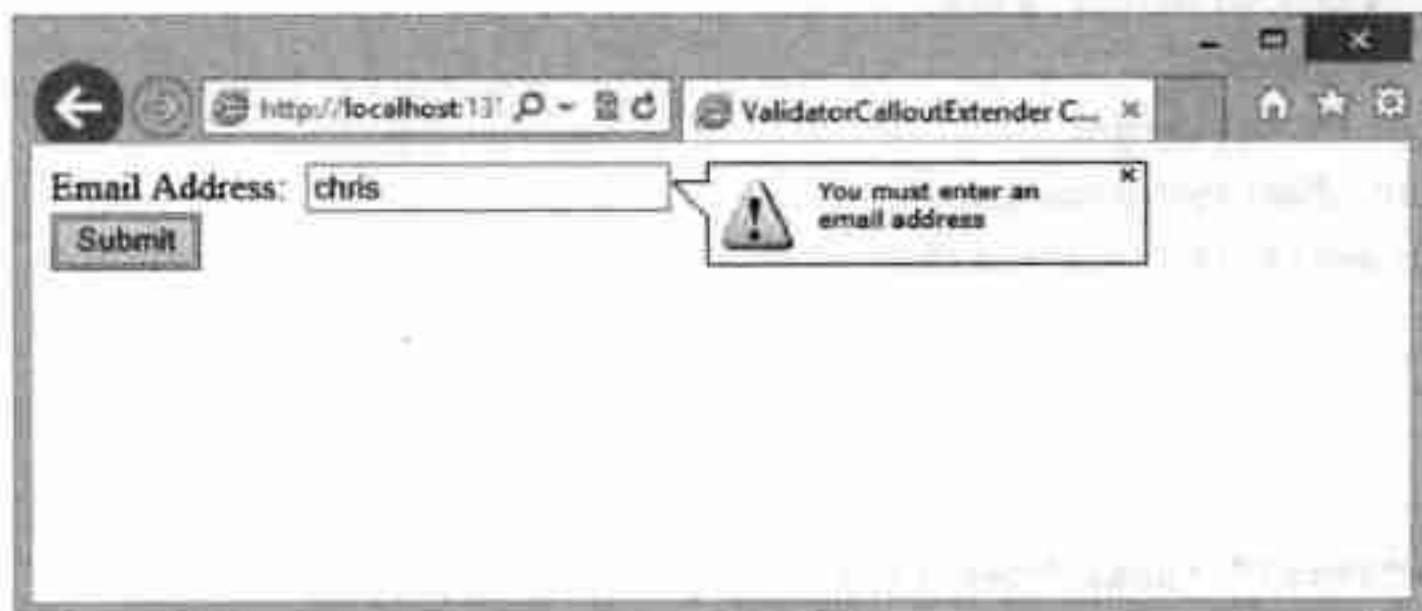 http://localhost:13
ValidatorCalloutExtender C...
Email Address: chris
You must enter an
email address
Submit